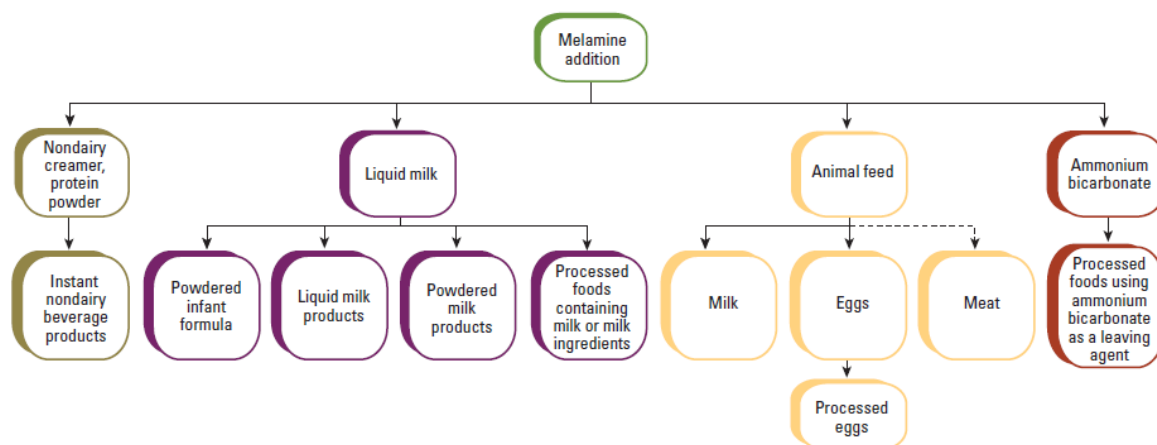 Melamine
addition
Nondairy
creamer,
protein
powder
Liquid milk
Animal feed
Ammonium
bicarbonate
Instant
nondairy
beverage
products
Powdered
infant
formula
Liquid milk
products
Powdered
milk
products
Processed
foods
containing
milk or milk
ingredients
Milk
Eggs
Meat
Processed
foods using
ammonium
bicarbonate
as a leaving
agent
Processed
eggs